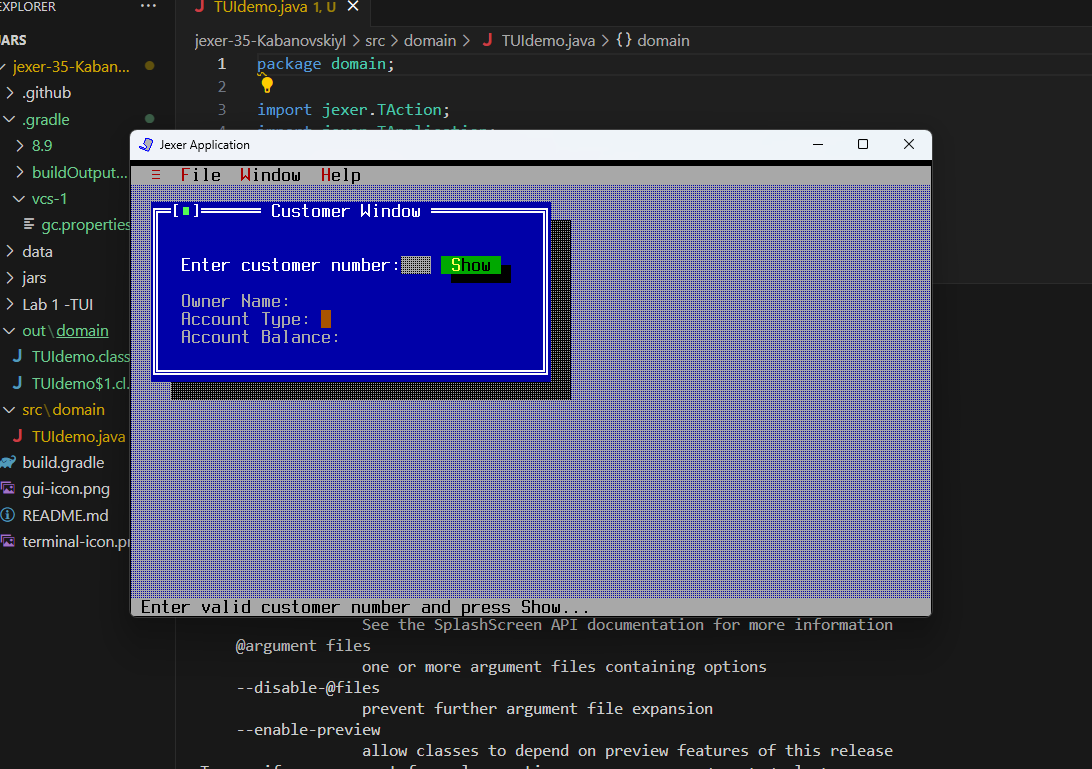 EXPLORER
TUIdemo.java 1, U
JARS
jexer-35-KabanovskiyI > src > domain > J TUIdemo.java > {} domain
jexer-35-Kaban...
.github
.gradle
8.9
buildOutput...
vcs-1
gc.properties
data
jars
Lab 1 -TUI
out\domain
TUIdemo.class
TUIdemo$1.cl.
src\domain
TUIdemo.java
build.gradle
gui-icon.png
README.md
terminal-icon.pn
1 package domain;
2
3 import jexer.TAction;
4 import jexer.TApplication;
Jexer Application
File Window Help
Customer Window
Enter customer number: Show
Owner Name:
Account Type:
Account Balance:
Enter valid customer number and press Show...
See the SplashScreen API documentation for more information
@argument files
one or more argument files containing options
--disable-@files
prevent further argument file expansion
--enable-preview
allow classes to depend on preview features of this release